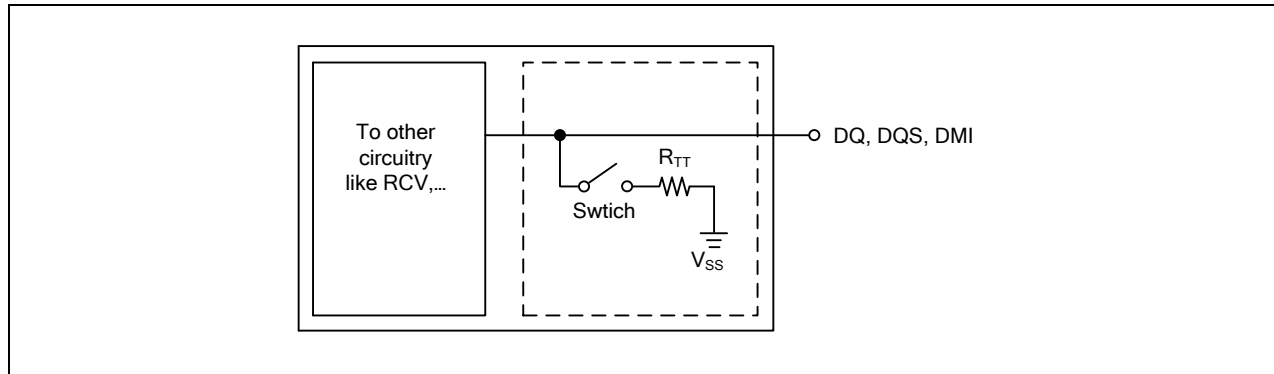 To other
circuitry
like RCV,...
DQ, DQS, DMI
RTT
Swtich
VSS